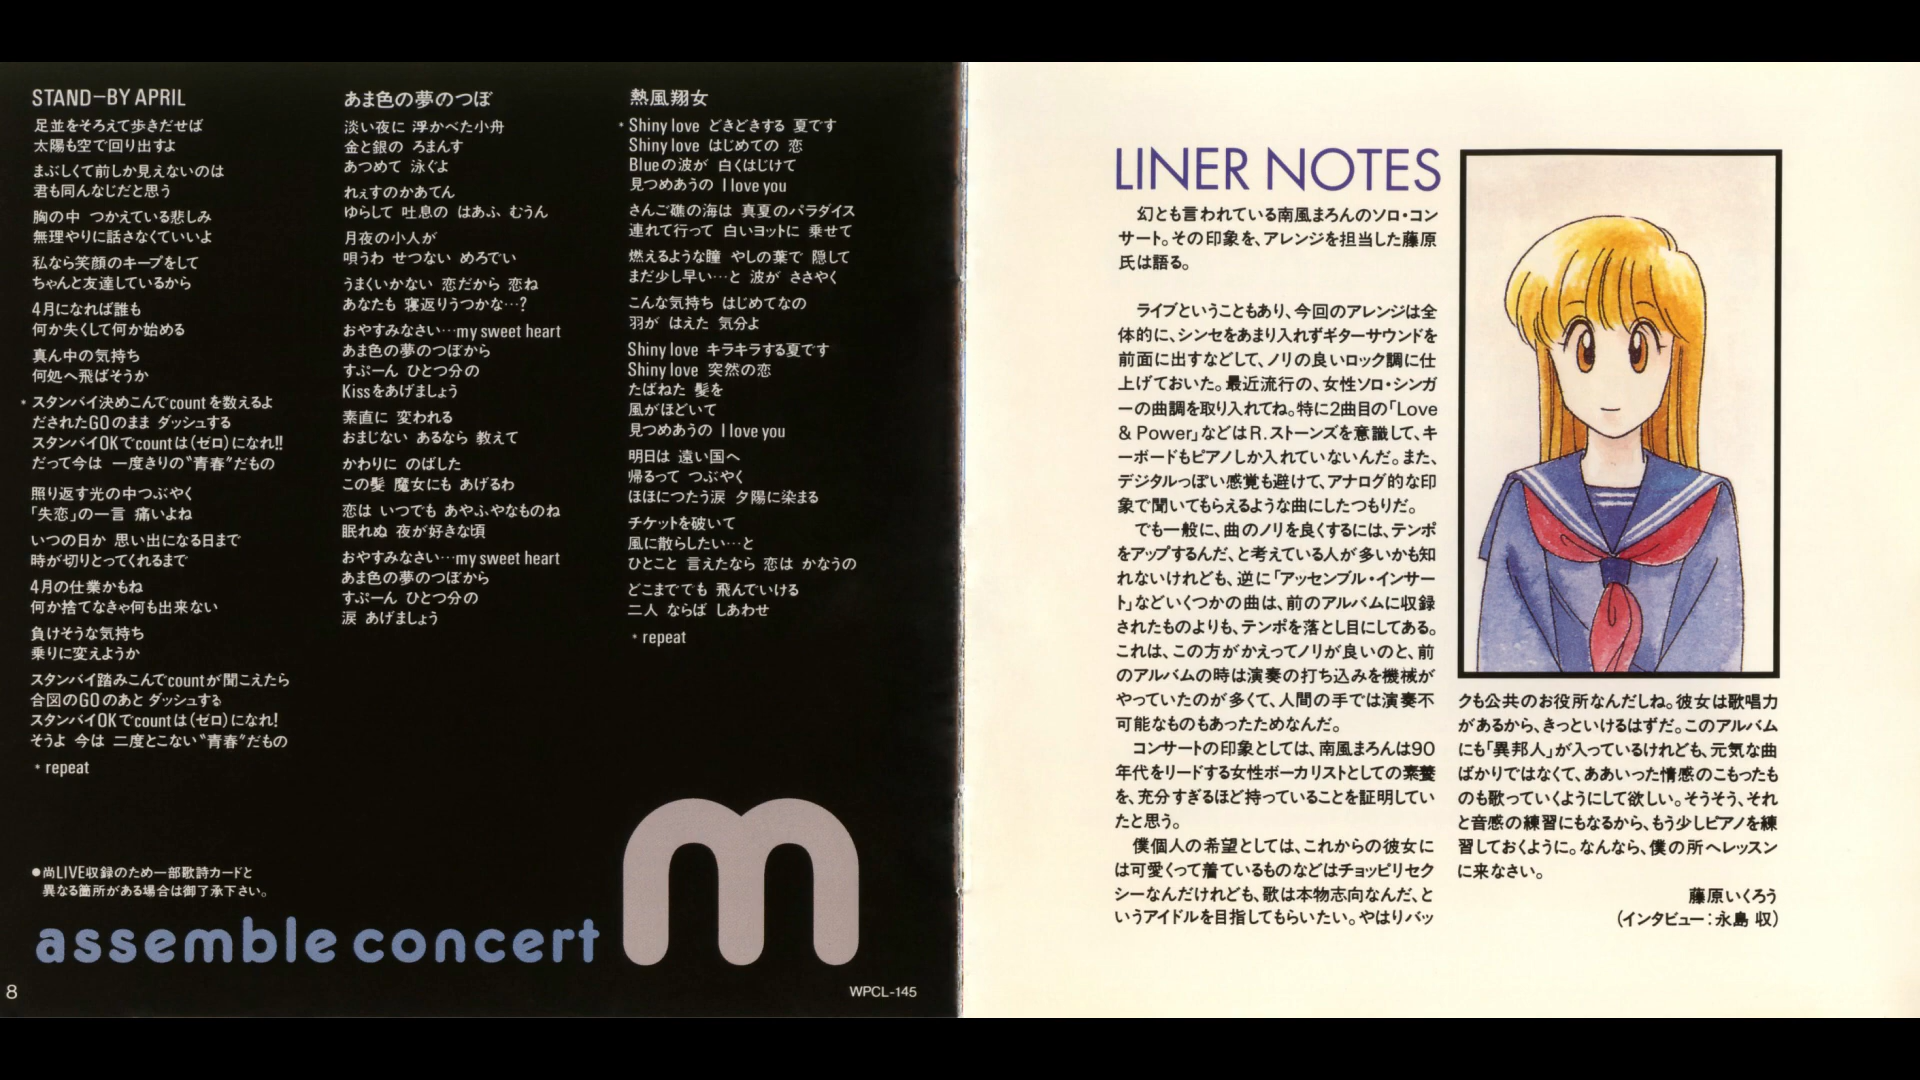 STAND-BY APRIL
足並をそろえて歩きだせば
太陽も空で回り出すよ
まぶしくて前しか見えないのは
君も同んなじだと思う
胸の中 つかえている悲しみ
無理やりに話さなくていいよ
私なら笑顔のキープをして
ちゃんと友達しているから
4月になれば誰も
何か失くして何か始める
真ん中の気持ち
何処へ飛ばそうか
*スタンバイ決めこんでcountを数えるよ
だされたGOのまま ダッシュする
スタンバイOKでcountは(ゼロ)になれ!!
だって今は 一度きりの“青春”だもの
照り返す光の中つぶやく
「失恋」の一言 痛いよね
いつの日か 思い出になる日まで
時が切りとってくれるまで
4月の仕業かもね
何か捨てなきゃ何も出来ない
負けそうな気持ち
乗りに変えようか
スタンバイ踏みこんでcountが聞こえたら
合図のGOのあと ダッシュする
スタンバイOKでcountは(ゼロ)になれ!
そうよ 今は 二度とこない“青春”だもの
*repeat
あま色の夢のつぼ
淡い夜に 浮かべた小舟
金と銀の ろまんす
あつめて 泳ぐよ
れぇすのかあてん
ゆらして 吐息の はあふ むうん
月夜の小人が
唄うわ せつない めろでい
うまくいかない 恋だから 恋ね
あなたも 寝返りうつかな…?
おやすみなさい…my sweet heart
あま色の夢のつぼから
すぷーん ひとつ分の
Kissをあげましょう
素直に 変われる
おまじない あるなら 教えて
かわりに のばした
この髪 魔女にも あげるわ
恋は いつでも あやふやなものね
眠れぬ 夜が好きな頃
おやすみなさい…my sweet heart
あま色の夢のつぼから
すぷーん ひとつ分の
涙 あげましょう
熱風翔女
*Shiny love どきどきする 夏です
Shiny love はじめての 恋
Blueの波が 白くはじけて
見つめあうの I love you
さんご礁の海は 真夏のパラダイス
連れて行って 白いヨットに 乗せて
燃えるような瞳 やしの葉で 隠して
まだ少し早い…と 波が ささやく
こんな気持ち はじめてなの
羽が はえた 気分よ
Shiny love キラキラする夏です
Shiny love 突然の恋
たばねた 髪を
風がほどいて
見つめあうの I love you
明日は 遠い国へ
帰るって つぶやく
ほほにつたう涙 夕陽に染まる
チケットを破いて
風に散らしたい…と
ひとこと 言えたなら 恋は かなうの
どこまででも 飛んでいける
二人 ならば しあわせ
*repeat
●尚LIVE収録のため一部歌詩カードと
異なる箇所がある場合は御了承下さい。
assemble concert
m
8
WPCL-145
LINER NOTES
幻とも言われている南風まろんのソロ・コン
サート。その印象を、アレンジを担当した藤原
氏は語る。
ライブということもあり、今回のアレンジは全
体的に、シンセをあまり入れずギターサウンドを
前面に出すなどして、ノリの良いロック調に仕
上げておいた。最近流行の、女性ソロ・シンガ
ーの曲調を取り入れてね。特に2曲目の「Love
& Power」などはR.ストーンズを意識して、キ
ーボードもピアノしか入れていないんだ。また、
デジタルっぽい感覚も避けて、アナログ的な印
象で聞いてもらえるような曲にしたつもりだ。
でも一般に、曲のノリを良くするには、テンポ
をアップするんだ、と考えている人が多いかも知
れないけれども、逆に「アッセンブル・インサー
ト」などいくつかの曲は、前のアルバムに収録
されたものよりも、テンポを落とし目にしてある。
これは、この方がかえってノリが良いのと、前
のアルバムの時は演奏の打ち込みを機械が
やっていたのが多くて、人間の手では演奏不
可能なものもあったためなんだ。
コンサートの印象としては、南風まろんは90
年代をリードする女性ボーカリストとしての素養
を、充分すぎるほど持っていることを証明してい
たと思う。
僕個人の希望としては、これからの彼女に
は可愛くって着ているものなどはチョッピリセク
シーなんだけれども、歌は本物志向なんだ、と
いうアイドルを目指してもらいたい。やはりバッ
クも公共のお役所なんだしね。彼女は歌唱力
があるから、きっといけるはずだ。このアルバム
にも「異邦人」が入っているけれども、元気な曲
ばかりではなくて、ああいった情感のこもったも
のも歌っていくようにして欲しい。そうそう、それ
と音感の練習にもなるから、もう少しピアノを練
習しておくように。なんなら、僕の所へレッスン
に来なさい。
藤原いくろう
(インタビュー：永島 収)